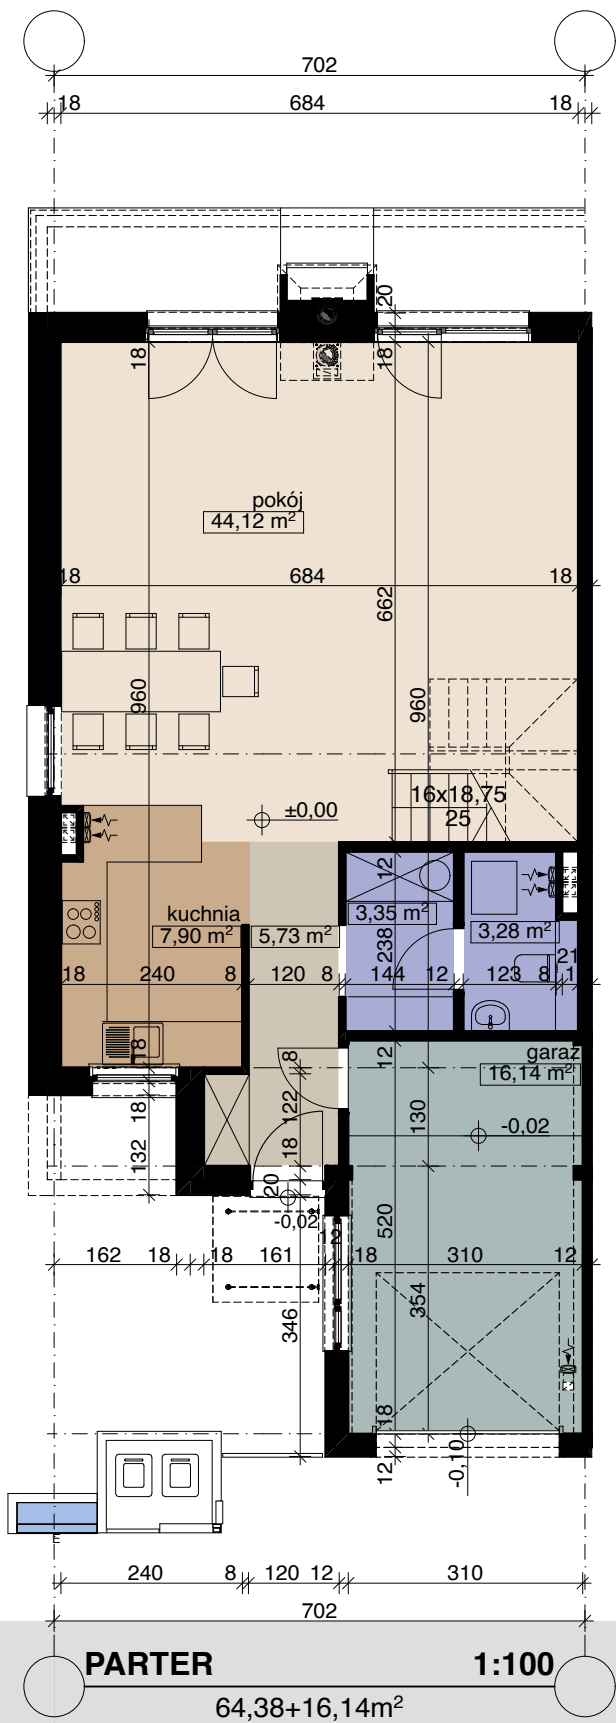 702
18 684 18
20
18 18
pokój
44,12 m²
18 684 18
662
960 960
16x18,75
25
±0,00
12
kuchnia
7,90 m²
5,73 m²
3,35 m²
3,28 m²
238
21
18 240 8 120 8 144 12 123 8 1
18
8
12
garaż
16,14 m²
18
122
130
-0,02
132
18
20
-0,02
520
12
162 18 18 161 18 310 12
346
354
18
12
-0,10
E
240 8 120 12 310
702
PARTER 1:100
64,38+16,14m²